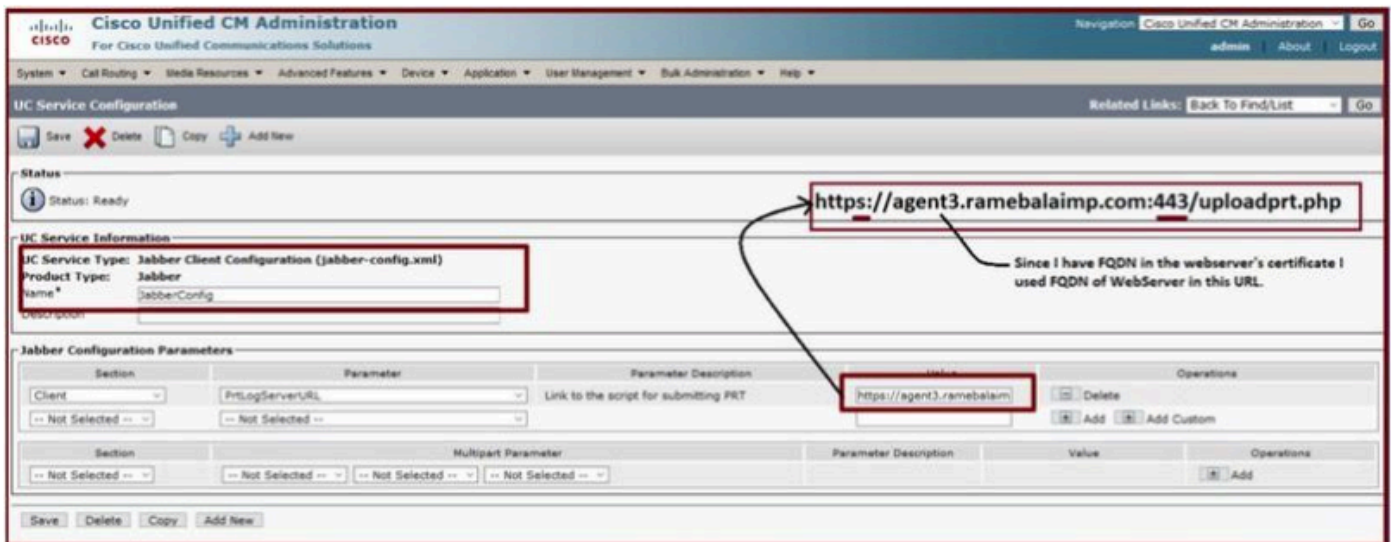 CISCO
Cisco Unified CM Administration
For Cisco Unified Communications Solutions
Navigation Cisco Unified CM Administration Go
admin About Logout
System Call Routing Media Resources Advanced Features Device Application User Management Bulk Administration Help
UC Service Configuration
Related Links: Back To Find/List Go
Save Delete Copy Add New
Status
Status: Ready
https://agent3.ramebalaimp.com:443/uploadprt.php
Since I have FQDN in the webserver's certificate I
used FQDN of WebServer in this URL.
UC Service Information
UC Service Type: Jabber Client Configuration (jabber-config.xml)
Product Type: Jabber
Name* JabberConfig
Description
Jabber Configuration Parameters
Section Parameter Parameter Description Value Operations
Client PrtLogServerURL Link to the script for submitting PRT https://agent3.ramebalaim Delete
-- Not Selected -- -- Not Selected -- Add Add Custom
Section Multipart Parameter Parameter Description Value Operations
-- Not Selected -- -- Not Selected -- -- Not Selected -- -- Not Selected -- Add
Save Delete Copy Add New